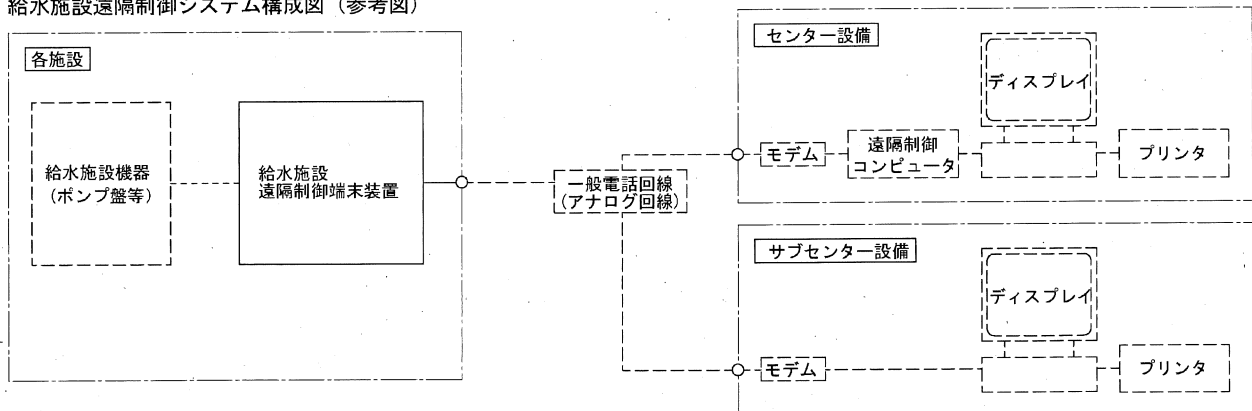 給水施設遠隔制御システム構成図（参考図）
各施設
給水施設機器
（ポンプ盤等）
給水施設
遠隔制御端末装置
一般電話回線
（アナログ回線）
センター設備
モデム
遠隔制御
コンピュータ
ディスプレイ
プリンタ
サブセンター設備
モデム
ディスプレイ
プリンタ